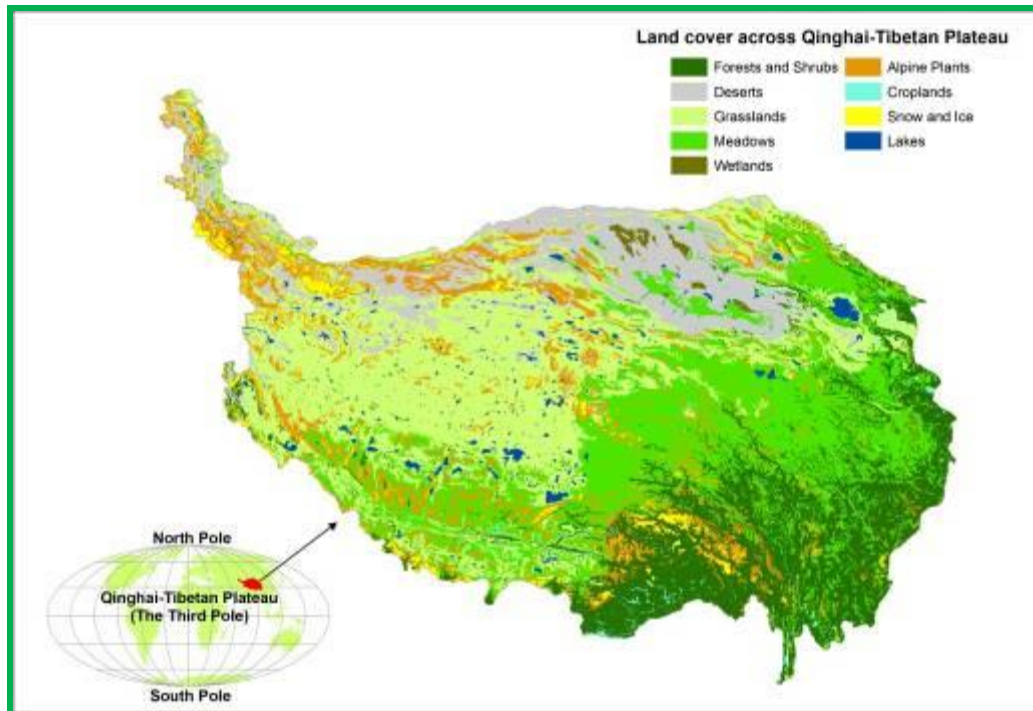 Land cover across Qinghai-Tibetan Plateau
Forests and Shrubs
Alpine Plants
Deserts
Croplands
Grasslands
Snow and Ice
Meadows
Lakes
Wetlands
North Pole
Qinghai-Tibetan Plateau
(The Third Pole)
South Pole